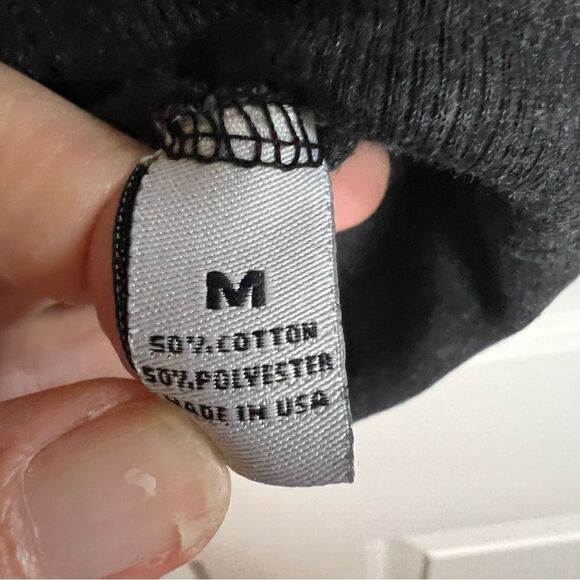 M
50% COTTON
50% POLYESTER
MADE IN USA